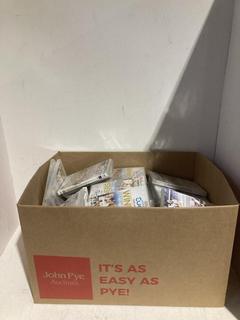 John Pye
Auctions
IT'S AS
EASY AS
PYE!